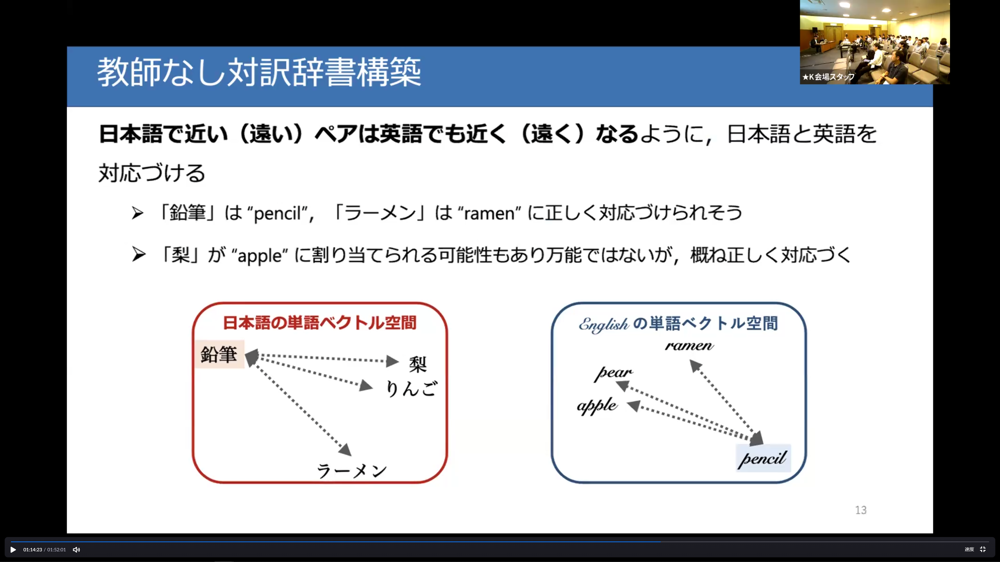 ★K会場スタッフ
教師なし対訳辞書構築
日本語で近い（遠い）ペアは英語でも近く（遠く）なるように，日本語と英語を
対応づける
➢ 「鉛筆」は “pencil”，「ラーメン」は “ramen” に正しく対応づけられそう
➢ 「梨」が “apple” に割り当てられる可能性もあり万能ではないが，概ね正しく対応づく
日本語の単語ベクトル空間
鉛筆
梨
りんご
ラーメン
English の単語ベクトル空間
ramen
pear
apple
pencil
13
01:14:23 / 01:52:01
速度